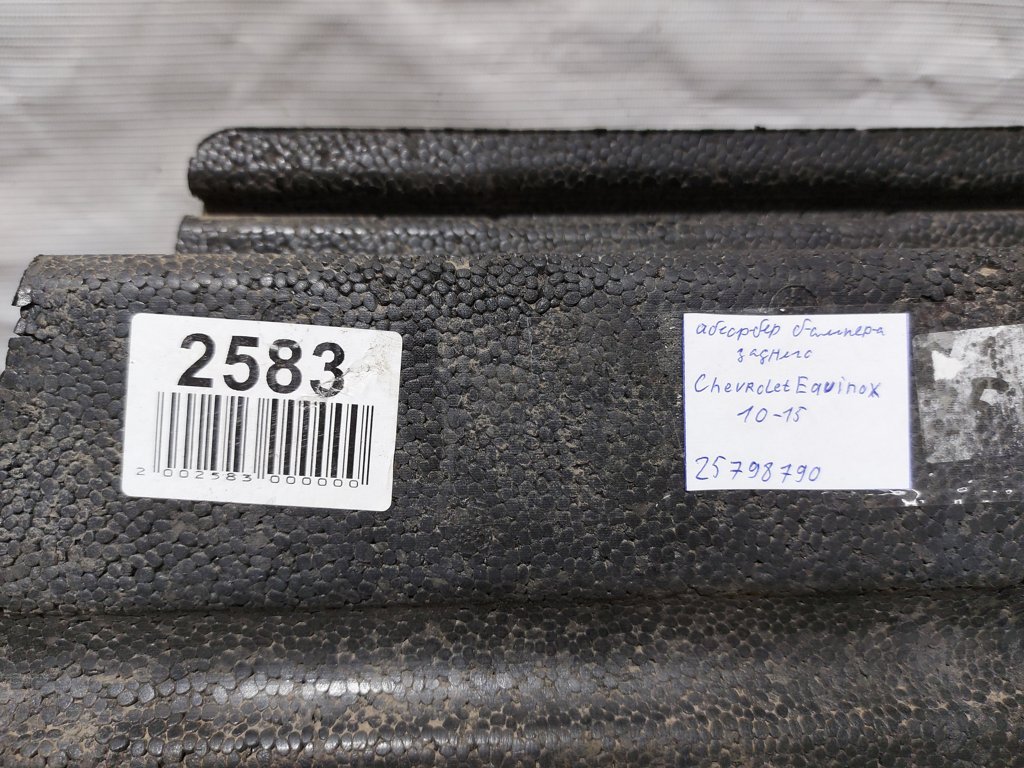 2583
2 002583 000000
абсорбер бампера
заднего
Chevrolet Equinox
10-15
25798790